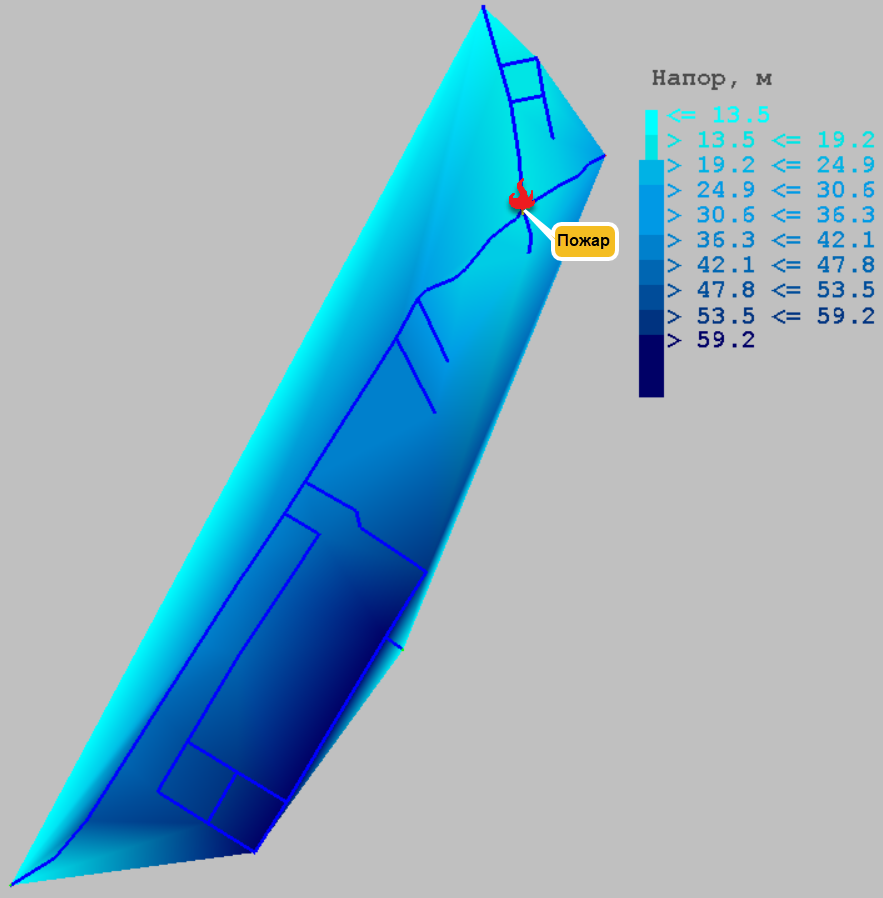 Напор, м
<= 13.5
> 13.5 <= 19.2
> 19.2 <= 24.9
> 24.9 <= 30.6
> 30.6 <= 36.3
> 36.3 <= 42.1
> 42.1 <= 47.8
> 47.8 <= 53.5
> 53.5 <= 59.2
> 59.2
Пожар